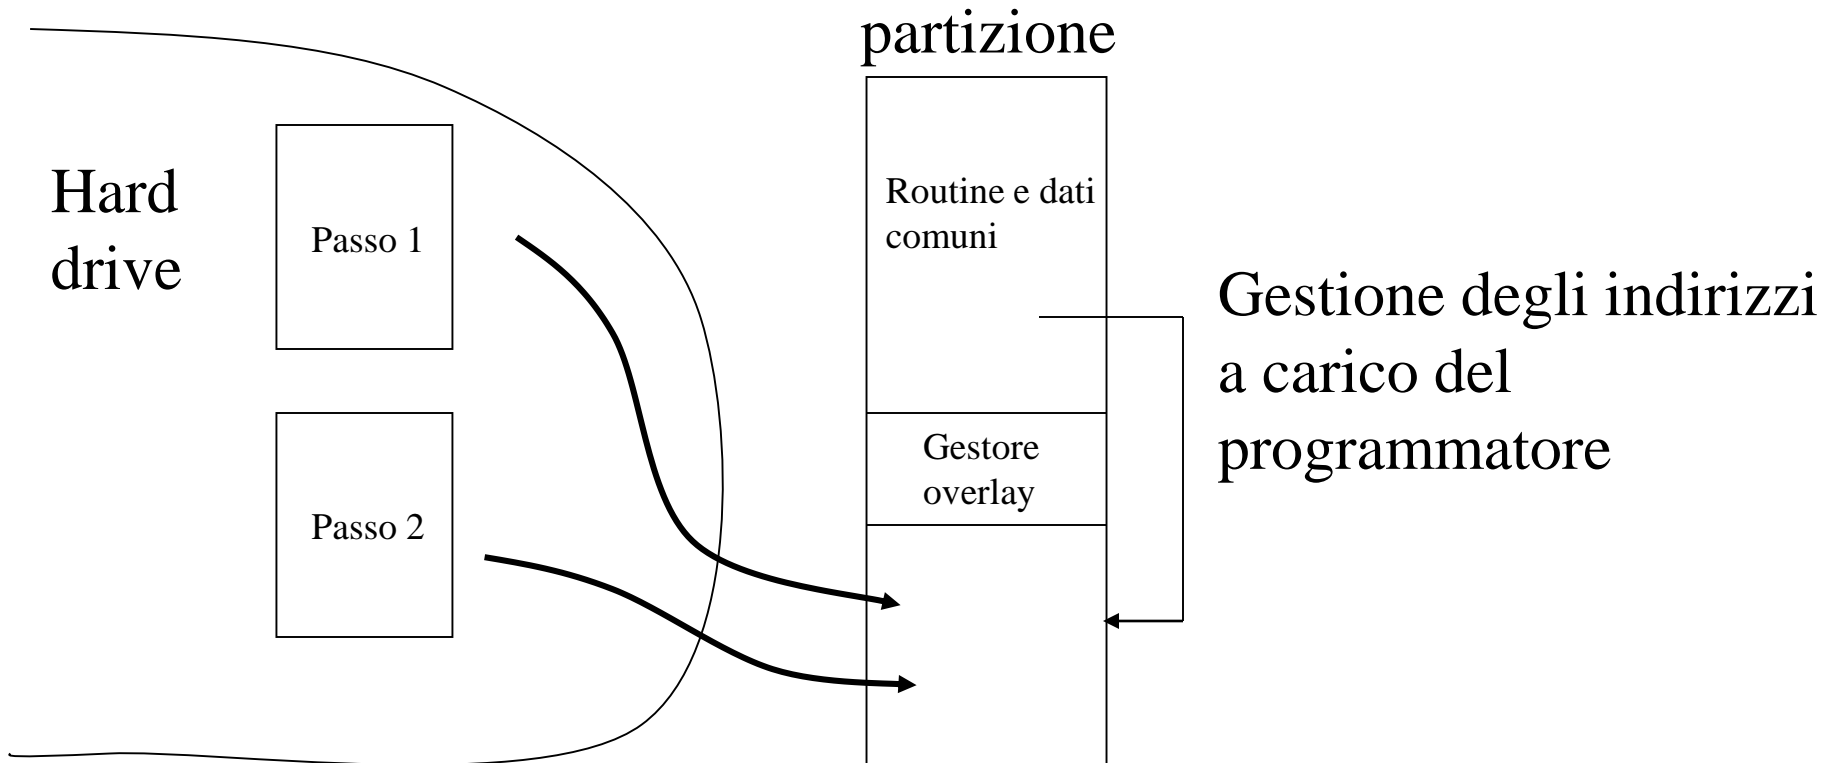 partizione
Hard
drive
Passo 1
Passo 2
Routine e dati
comuni
Gestore
overlay
Gestione degli indirizzi
a carico del
programmatore